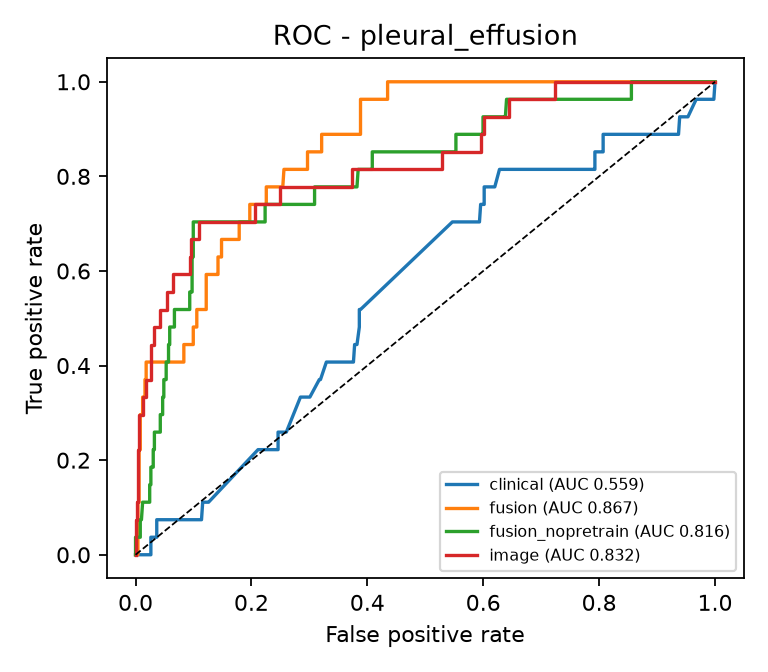 ROC - pleural_effusion
True positive rate
1.0
0.8
0.6
0.4
0.2
0.0
clinical (AUC 0.559)
fusion (AUC 0.867)
fusion_nopretrain (AUC 0.816)
image (AUC 0.832)
0.0 0.2 0.4 0.6 0.8 1.0
False positive rate